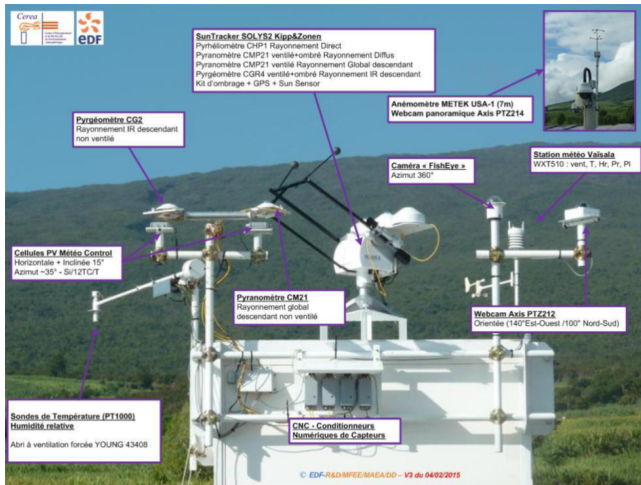 Cerea
EDF
SunTracker SOLYS2 Kipp&Zonen
Pyrhéliomètre CHP1 Rayonnement Direct
Pyranomètre CMP21 ventilé+ombré Rayonnement Diffus
Pyranomètre CMP21 ventilé Rayonnement Global descendant
Pyrgéomètre CGR4 ventilé+ombré Rayonnement IR descendant
Kit d'ombrage + GPS + Sun Sensor
Anémomètre METEK USA-1 (7m)
Webcam panoramique Axis PTZ214
Pyrgéomètre CG2
Rayonnement IR descendant
non ventilé
Caméra « FishEye »
Azimut 360°
Station météo Vaïsala
WXT510 : vent, T, Hr, Pr, Pl
Cellules PV Météo Control
Horizontale + Inclinée 15°
Azimut ~35° - Si/12TC/T
Pyranomètre CM21
Rayonnement global
descendant non ventilé
Webcam Axis PTZ212
Orientée (140°Est-Ouest /100° Nord-Sud)
Sondes de Température (PT1000)
Humidité relative
Abri à ventilation forcée YOUNG 43408
CNC - Conditionneurs
Numériques de Capteurs
© EDF-R&D/MFEE/MAEA/DD – V3 du 04/02/2015